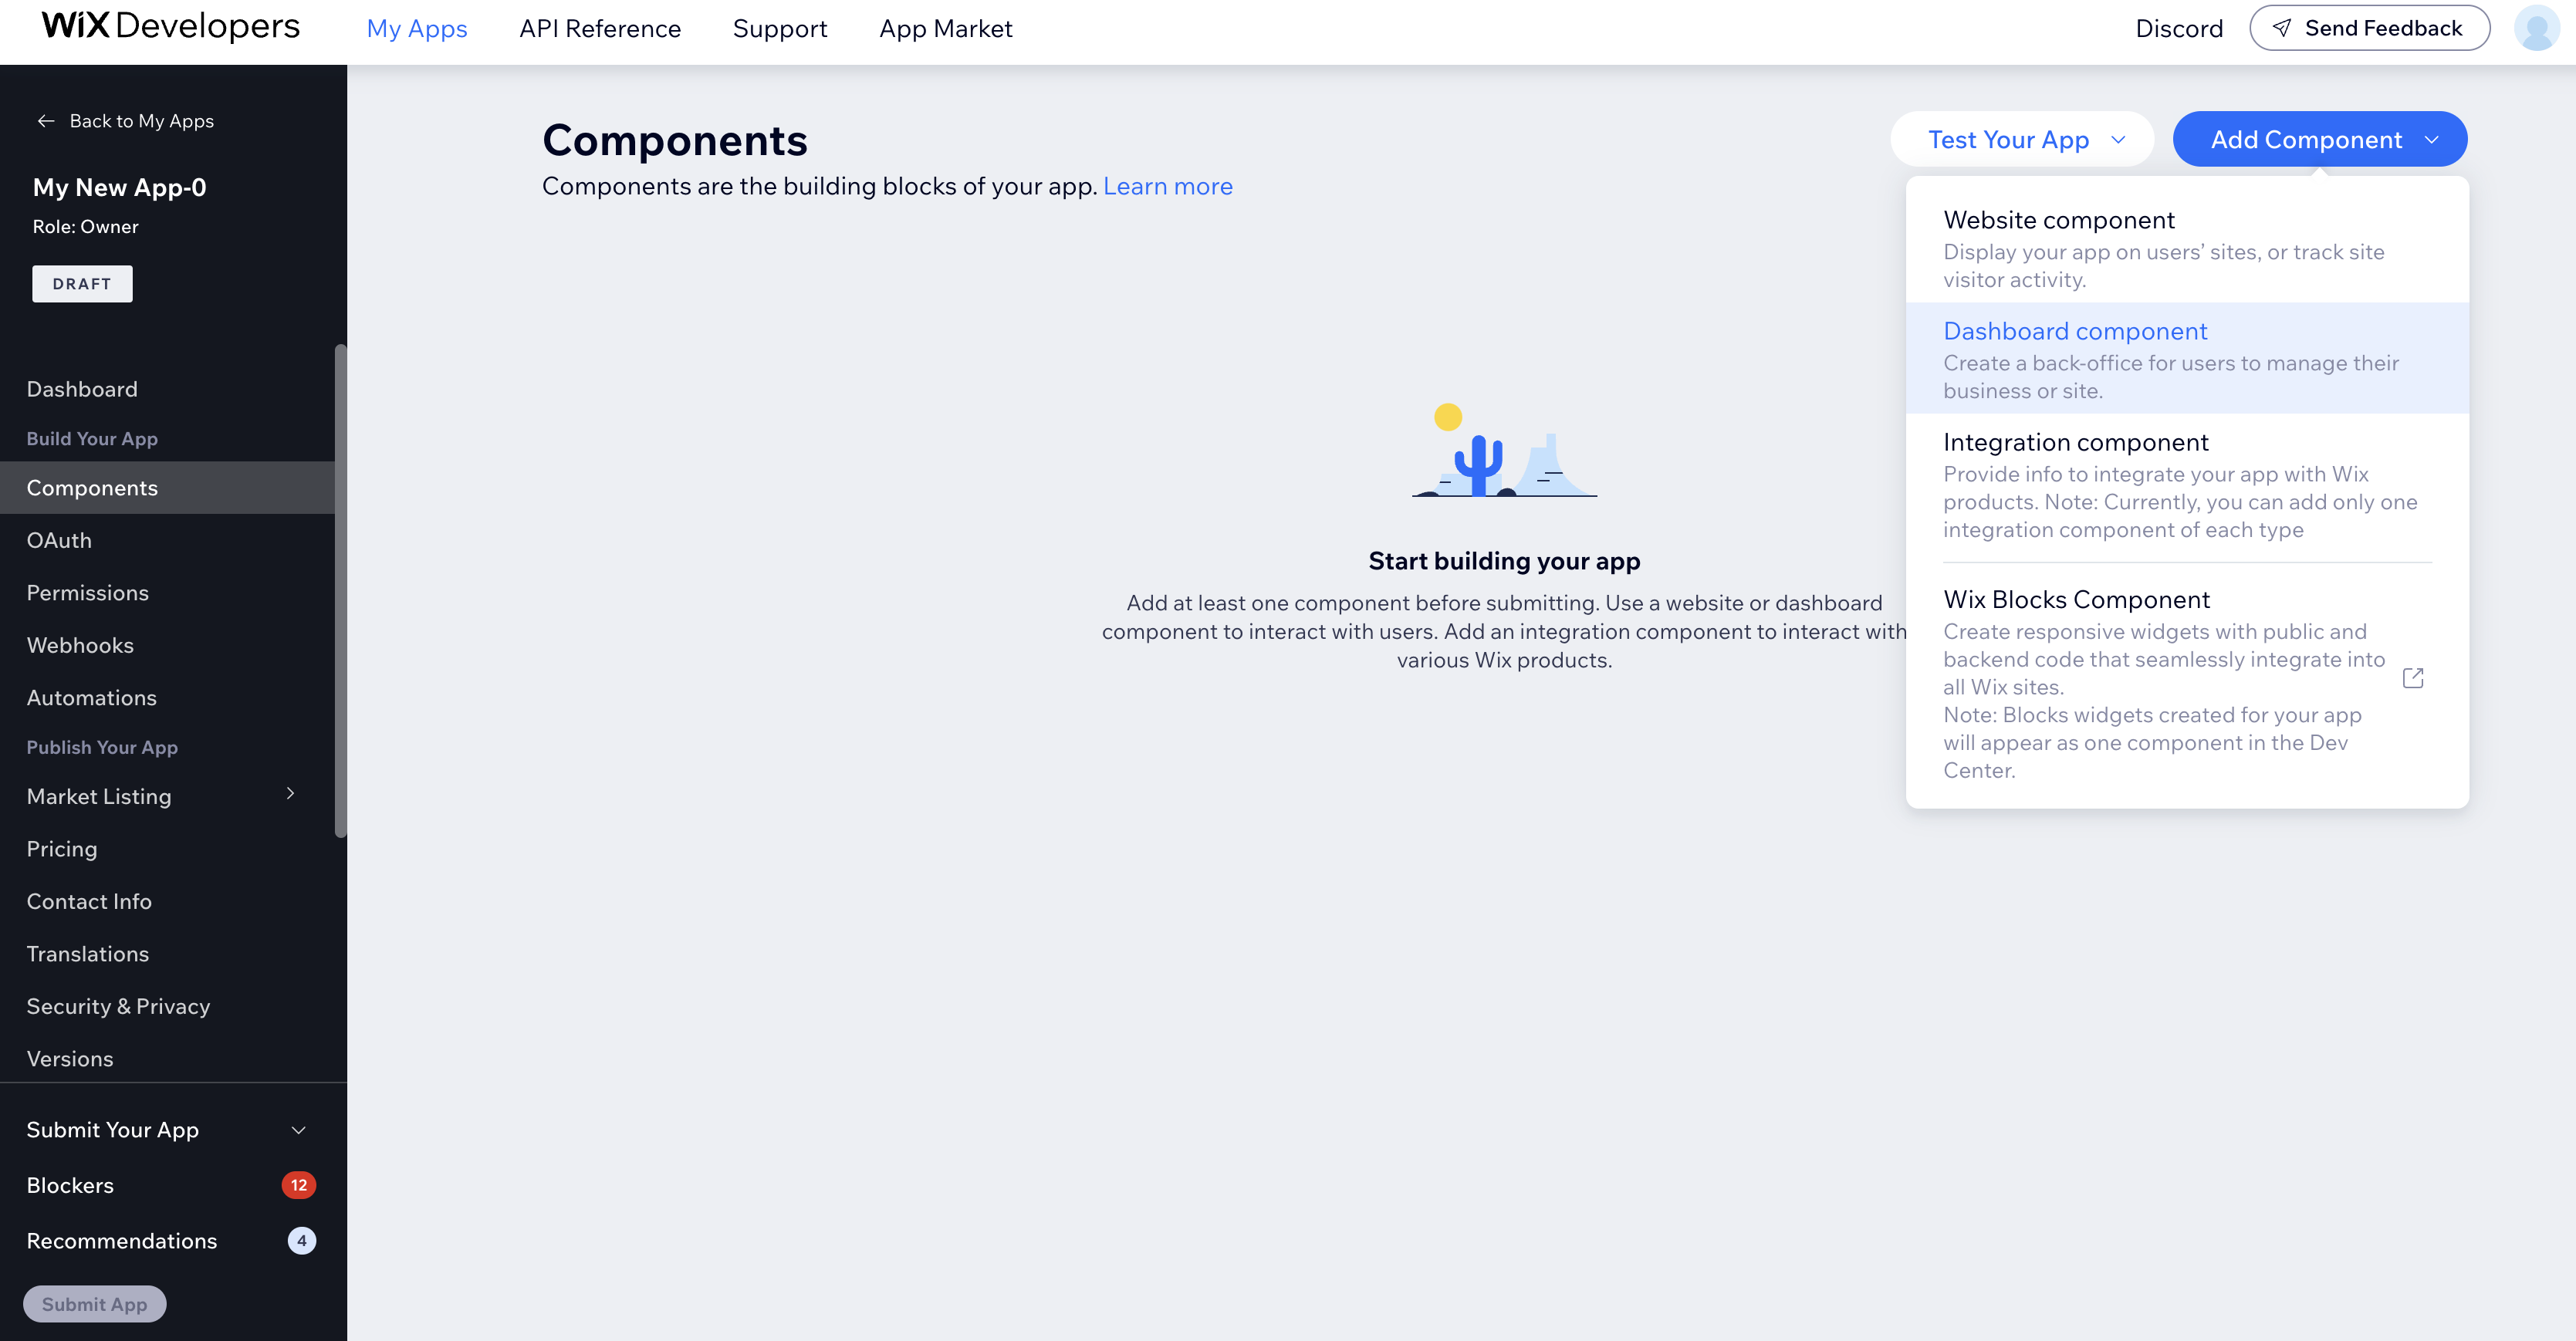 WiX Developers
My Apps
API Reference
Support
App Market
Discord
Send Feedback
Back to My Apps
My New App-0
Role: Owner
DRAFT
Dashboard
Build Your App
Components
OAuth
Permissions
Webhooks
Automations
Publish Your App
Market Listing
Pricing
Contact Info
Translations
Security & Privacy
Versions
Submit Your App
Blockers 12
Recommendations 4
Submit App
Components
Components are the building blocks of your app. Learn more
Test Your App
Add Component
Start building your app
Add at least one component before submitting. Use a website or dashboard
component to interact with users. Add an integration component to interact with
various Wix products.
Website component
Display your app on users’ sites, or track site
visitor activity.
Dashboard component
Create a back-office for users to manage their
business or site.
Integration component
Provide info to integrate your app with Wix
products. Note: Currently, you can add only one
integration component of each type
Wix Blocks Component
Create responsive widgets with public and
backend code that seamlessly integrate into
all Wix sites.
Note: Blocks widgets created for your app
will appear as one component in the Dev
Center.